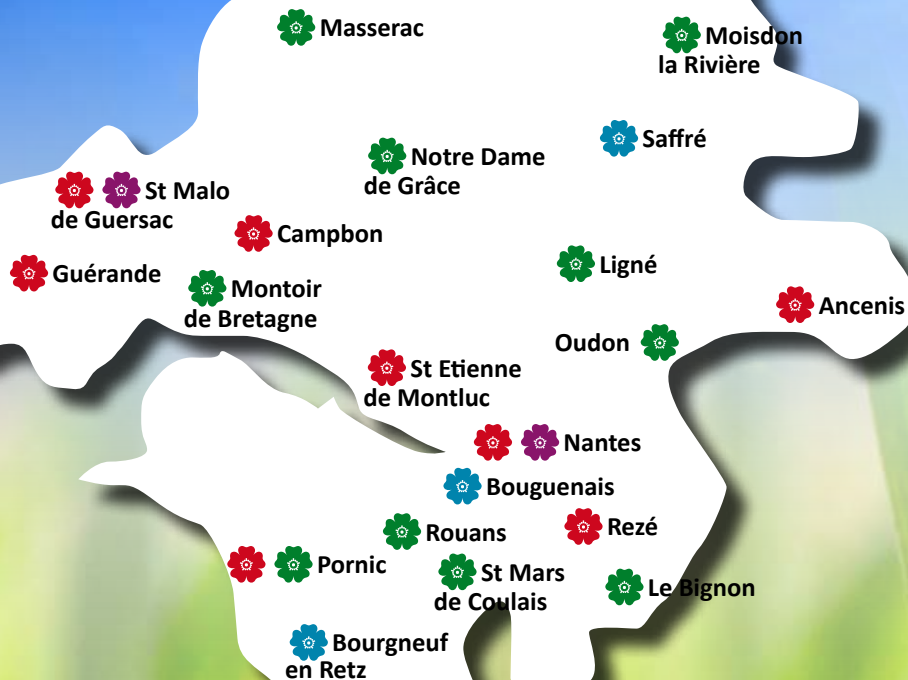 Masserac
Moisdon
la Rivière
Saffré
Notre Dame
de Grâce
St Malo
de Guersac
Campbon
Guérande
Ligné
Montoir
de Bretagne
Ancenis
Oudon
St Etienne
de Montluc
Nantes
Bouguenais
Rouans
Rezé
Pornic
St Mars
de Coulais
Le Bignon
Bourgneuf
en Retz